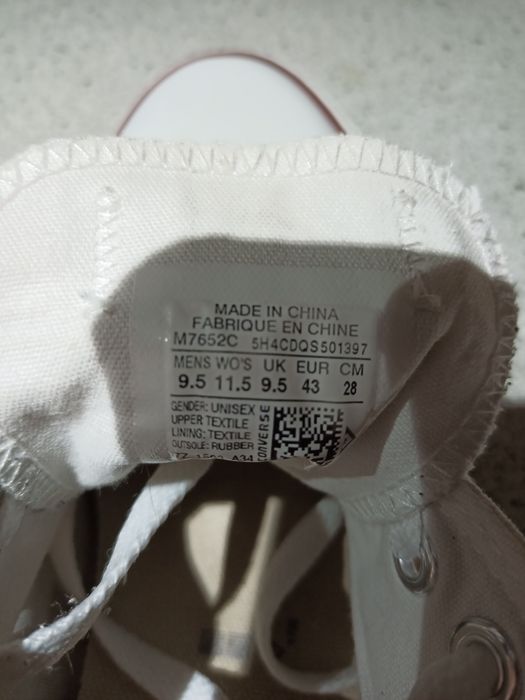 MADE IN CHINA
FABRIQUE EN CHINE
M7652C 5H4CDQS501397
MENS WO'S UK EUR CM
9.5 11.5 9.5 43 28
GENDER: UNISEX
UPPER TEXTILE
LINING: TEXTILE
OUTSOLE: RUBBER
CONVERSE